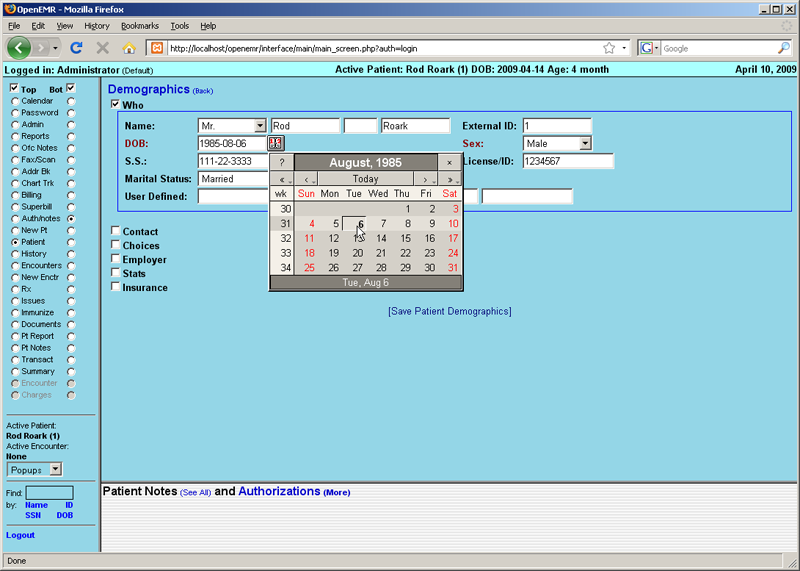 OpenEMR - Mozilla Firefox
File Edit View History Bookmarks Tools Help
http://localhost/openemr/interface/main/main_screen.php?auth=login
Google
Logged in: Administrator (Default) Active Patient: Rod Roark (1) DOB: 2009-04-14 Age: 4 month April 10, 2009
Top Bot
Calendar
Password
Admin
Reports
Ofc Notes
Fax/Scan
Addr Bk
Chart Trk
Billing
Superbill
Auth/notes
New Pt
Patient
History
Encounters
New Enctr
Rx
Issues
Immunize
Documents
Pt Report
Pt Notes
Transact
Summary
Encounter
Charges
Active Patient:
Rod Roark (1)
Active Encounter:
None
Popups
Find:
by: Name ID
SSN DOB
Logout
Demographics (Back)
Who
Name: Mr. Rod Roark External ID: 1
DOB: 1985-08-06 Sex: Male
S.S.: 111-22-3333 License/ID: 1234567
Marital Status: Married
User Defined:
? August, 1985 ×
« ‹ Today › »
wk Sun Mon Tue Wed Thu Fri Sat
30 1 2 3
31 4 5 6 7 8 9 10
32 11 12 13 14 15 16 17
33 18 19 20 21 22 23 24
34 25 26 27 28 29 30 31
Tue, Aug 6
Contact
Choices
Employer
Stats
Insurance
[Save Patient Demographics]
Patient Notes (See All) and Authorizations (More)
Done